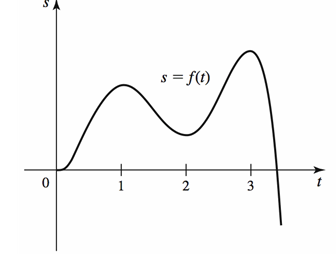 s
s = f(t)
0 1 2 3 t